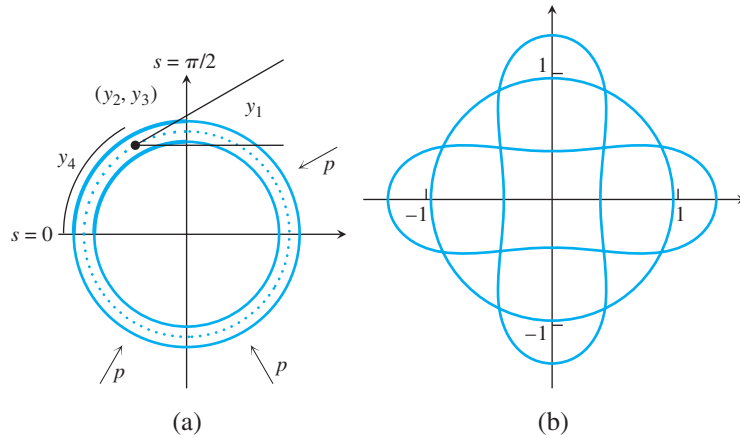 s = π/2
(y2, y3)
y1
y4
p
s = 0
p
p
(a)
1
−1
1
−1
(b)